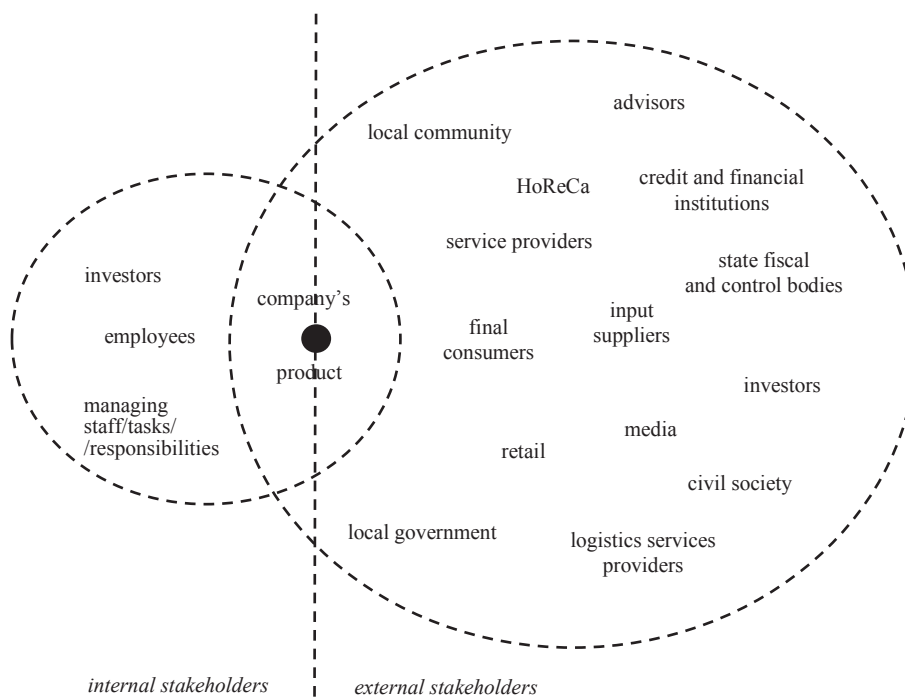 advisors
local community
HoReCa
credit and financial
institutions
service providers
state fiscal
and control bodies
investors
company's
input
suppliers
final
consumers
employees
product
investors
managing
staff/tasks/
/responsibilities
media
retail
civil society
local government
logistics services
providers
internal stakeholders
external stakeholders